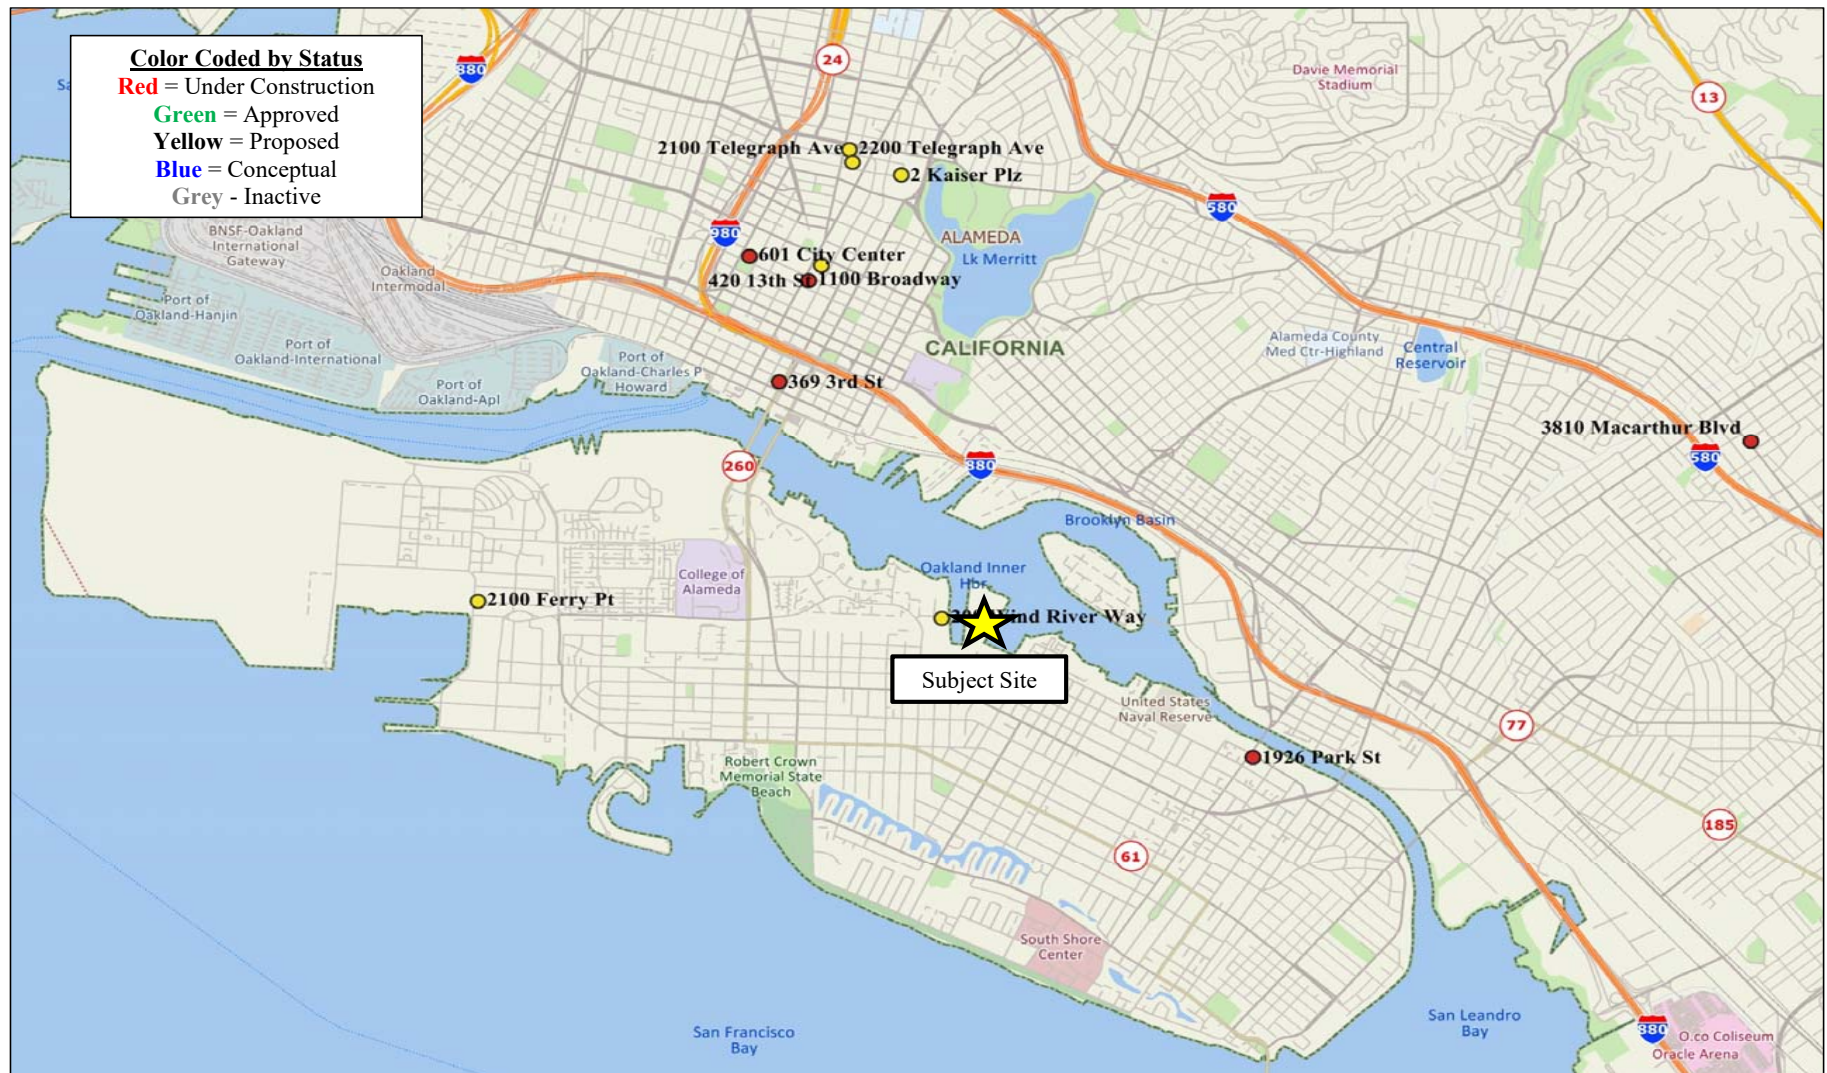 Color Coded by Status
Red = Under Construction
Green = Approved
Yellow = Proposed
Blue = Conceptual
Grey - Inactive
880
24
Davie Memorial
Stadium
13
2100 Telegraph Ave
2200 Telegraph Ave
2 Kaiser Plz
580
980
ALAMEDA
Lk Merritt
601 City Center
420 13th St
1100 Broadway
BNSF-Oakland
International
Gateway
Oakland
Intermodal
Port of
Oakland-Hanjin
Port of
Oakland-International
Port of
Oakland-Apl
Port of
Oakland-Charles P
Howard
CALIFORNIA
Alameda County
Med Ctr-Highland
Central
Reservoir
369 3rd St
3810 Macarthur Blvd
580
260
880
Brooklyn Basin
Oakland Inner
Hbr
College of
Alameda
2100 Ferry Pt
Wind River Way
Subject Site
United States
Naval Reserve
77
1926 Park St
Robert Crown
Memorial State
Beach
185
61
South Shore
Center
San Francisco
Bay
San Leandro
Bay
880
O.co Coliseum
Oracle Arena